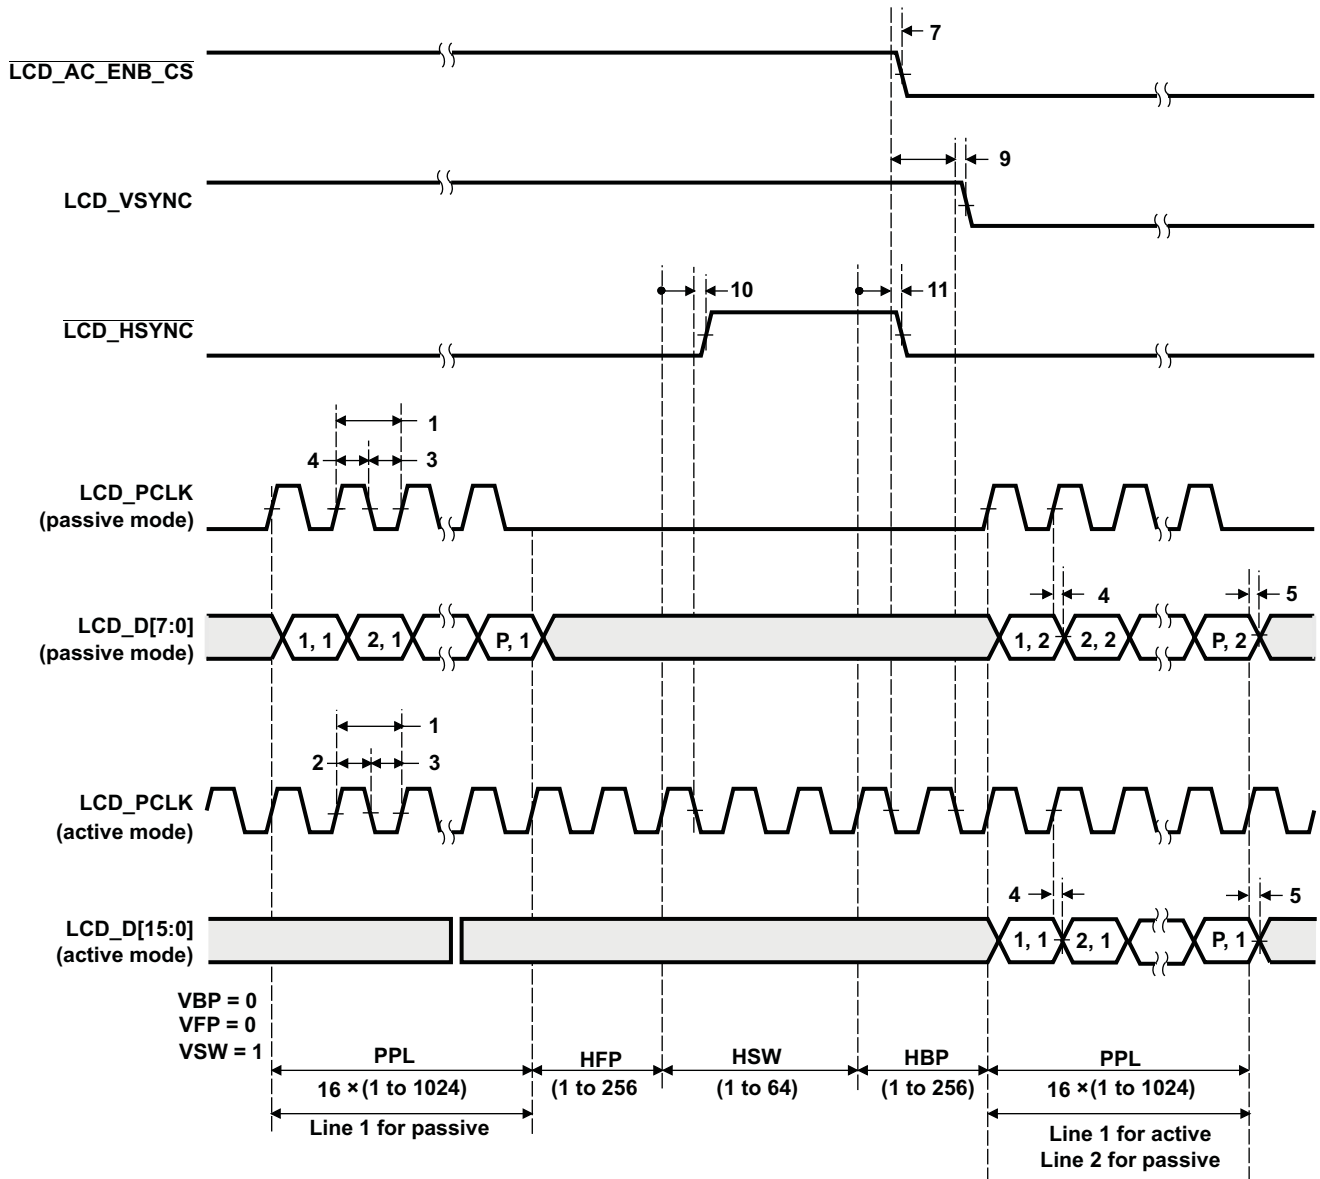 7
LCD_AC_ENB_CS
9
LCD_VSYNC
10
11
LCD_HSYNC
1
4
3
LCD_PCLK
(passive mode)
4
5
LCD_D[7:0]
(passive mode)
1, 1
2, 1
P, 1
1, 2
2, 2
P, 2
1
2
3
LCD_PCLK
(active mode)
4
5
LCD_D[15:0]
(active mode)
1, 1
2, 1
P, 1
VBP = 0
VFP = 0
VSW = 1
PPL
16 × (1 to 1024)
HFP
(1 to 256
HSW
(1 to 64)
HBP
(1 to 256)
PPL
16 × (1 to 1024)
Line 1 for passive
Line 1 for active
Line 2 for passive